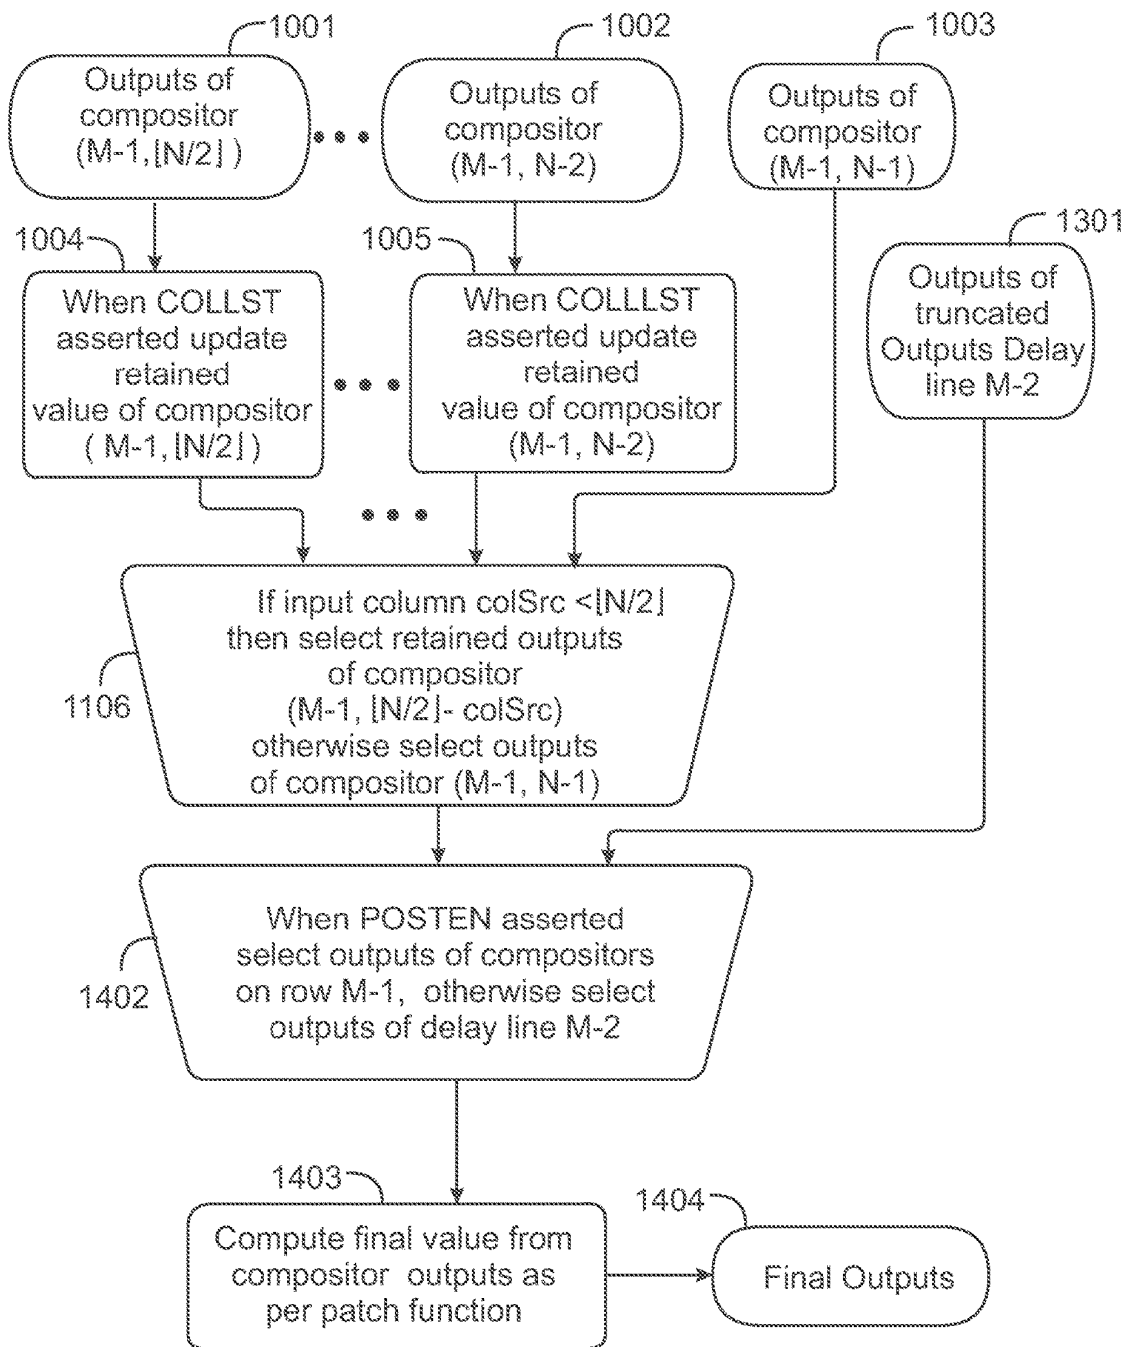 1001
Outputs of
compositor
(M-1,⌊N/2⌋ )
1002
Outputs of
compositor
(M-1, N-2)
1003
Outputs of
compositor
(M-1, N-1)
1004
When COLLST
asserted update
retained
value of compositor
( M-1,⌊N/2⌋ )
1005
When COLLLST
asserted update
retained
value of compositor
(M-1, N-2)
1301
Outputs of
truncated
Outputs Delay
line M-2
1106
If input column colSrc <⌊N/2⌋
then select retained outputs
of compositor
(M-1, ⌊N/2⌋- colSrc)
otherwise select outputs
of compositor (M-1, N-1)
1402
When POSTEN asserted
select outputs of compositors
on row M-1, otherwise select
outputs of delay line M-2
1403
Compute final value from
compositor outputs as
per patch function
1404
Final Outputs